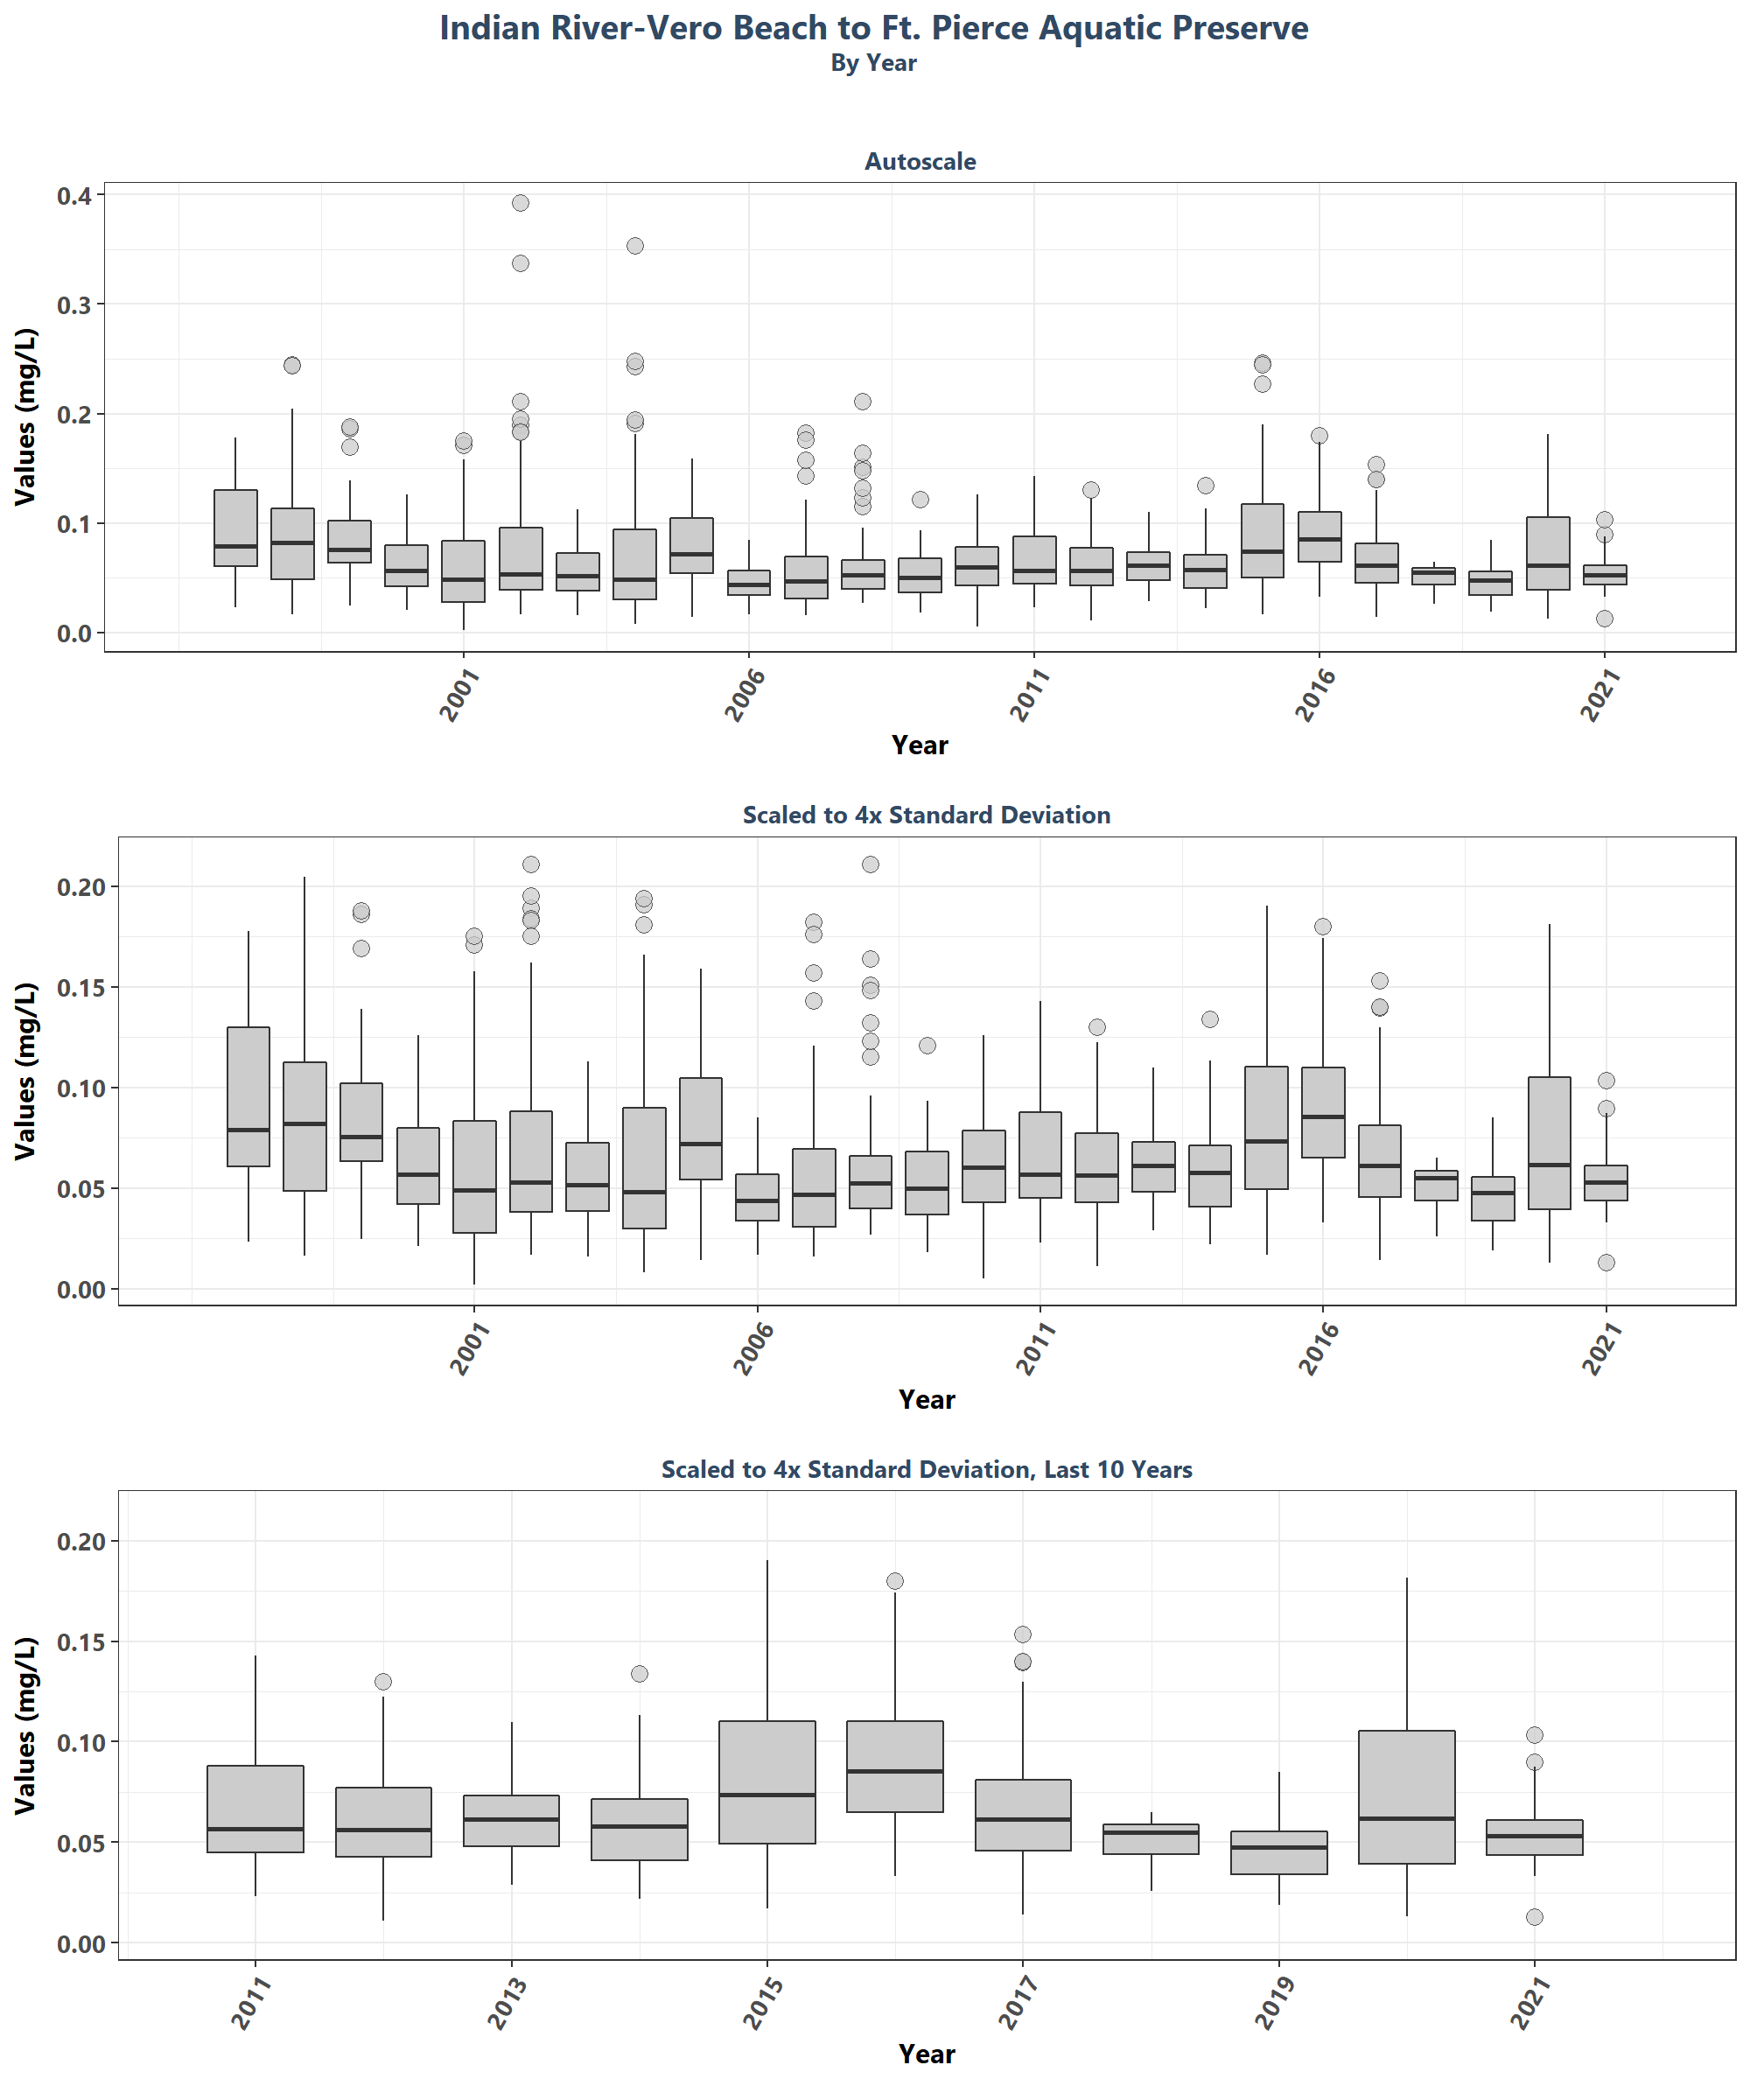 Indian River-Vero Beach to Ft. Pierce Aquatic Preserve
By Year
Autoscale
Values (mg/L)
0.4
0.3
0.2
0.1
0.0
2001 2006 2011 2016 2021
Year
Scaled to 4x Standard Deviation
Values (mg/L)
0.20
0.15
0.10
0.05
0.00
2001 2006 2011 2016 2021
Year
Scaled to 4x Standard Deviation, Last 10 Years
Values (mg/L)
0.20
0.15
0.10
0.05
0.00
2011 2013 2015 2017 2019 2021
Year